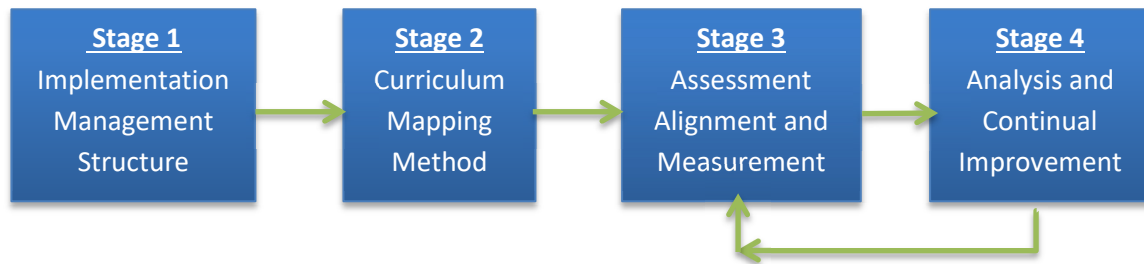 Stage 1
Implementation
Management
Structure
Stage 2
Curriculum
Mapping
Method
Stage 3
Assessment
Alignment and
Measurement
Stage 4
Analysis and
Continual
Improvement